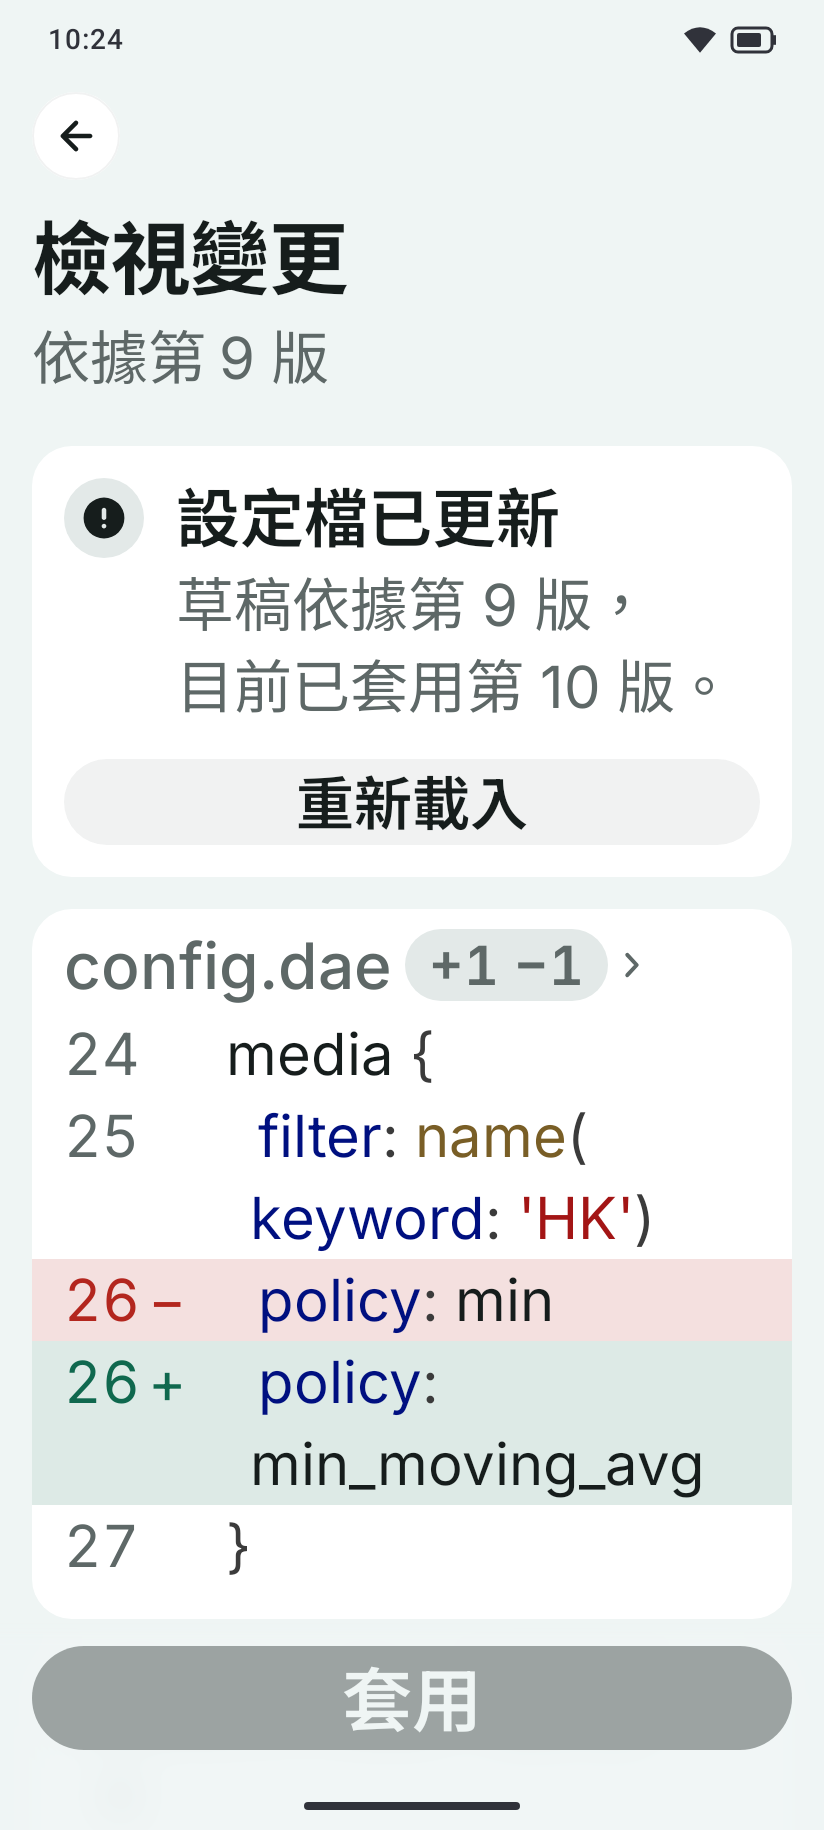 10:24
檢視變更
依據第 9 版
設定檔已更新
草稿依據第 9 版，
目前已套用第 10 版。
重新載入
config.dae +1 −1
24 media {
25 filter: name(
keyword: 'HK')
26 − policy: min
26 + policy:
min_moving_avg
27 }
套用